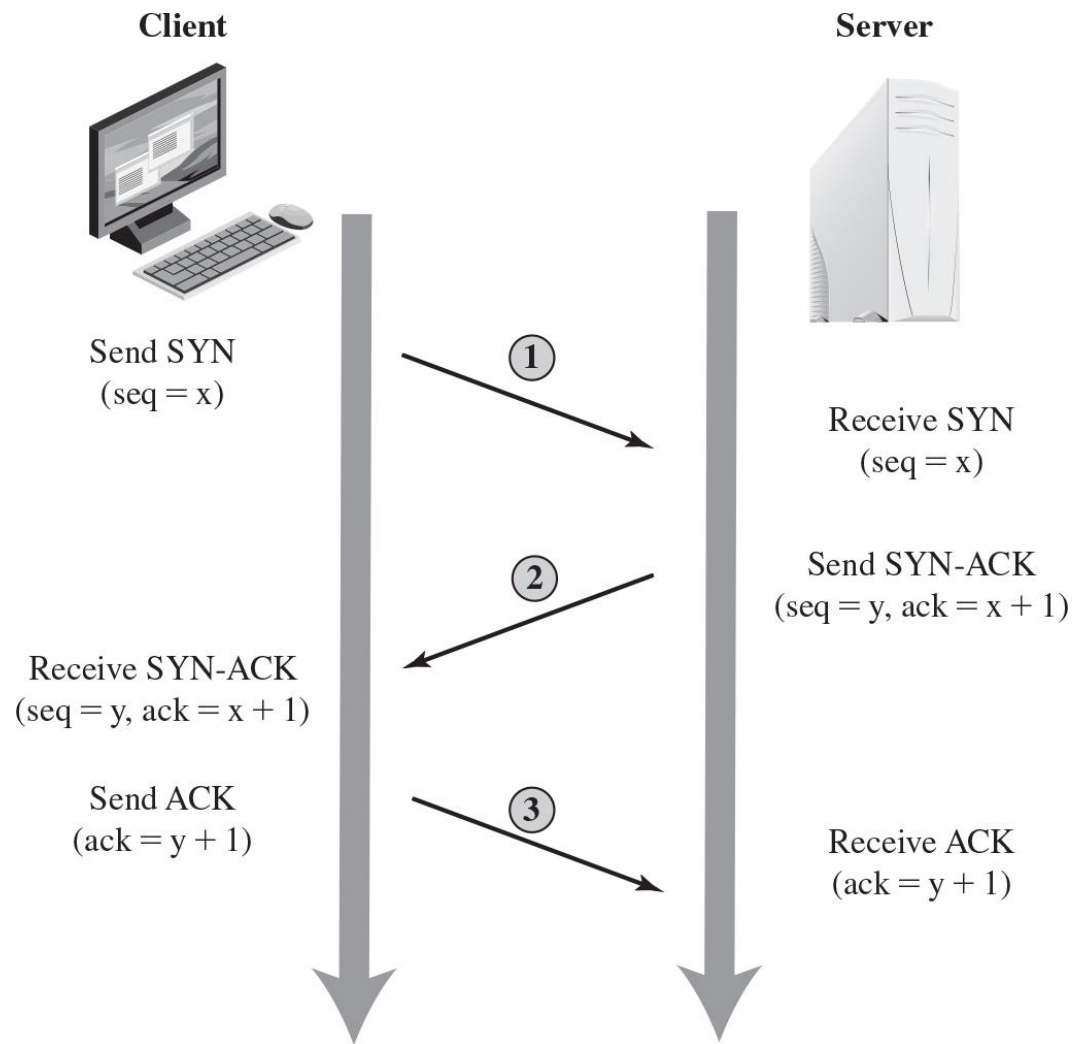 Client
Server
Send SYN
(seq = x)
1
Receive SYN
(seq = x)
2
Send SYN-ACK
(seq = y, ack = x + 1)
Receive SYN-ACK
(seq = y, ack = x + 1)
Send ACK
(ack = y + 1)
3
Receive ACK
(ack = y + 1)